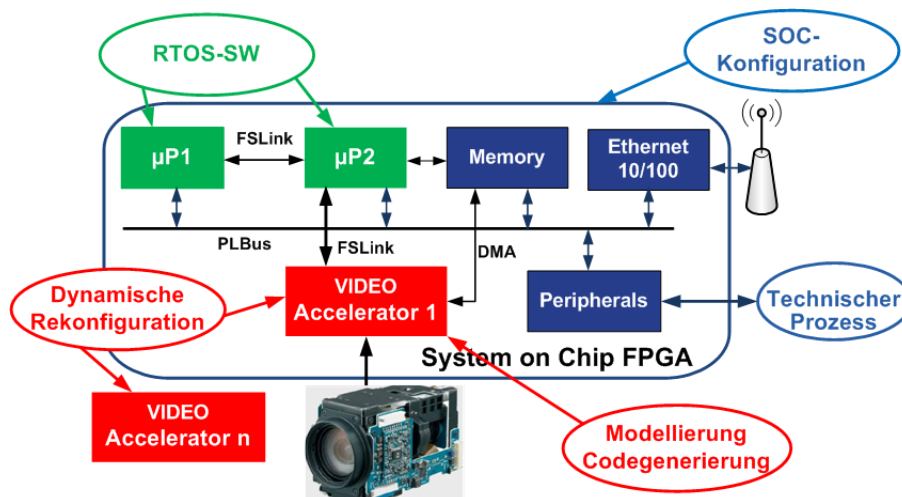 RTOS-SW
SOC-
Konfiguration
µP1
FSLink
µP2
Memory
Ethernet
10/100
PLBus
FSLink
DMA
Dynamische
Rekonfiguration
VIDEO
Accelerator 1
Peripherals
Technischer
Prozess
System on Chip FPGA
VIDEO
Accelerator n
Modellierung
Codegenerierung